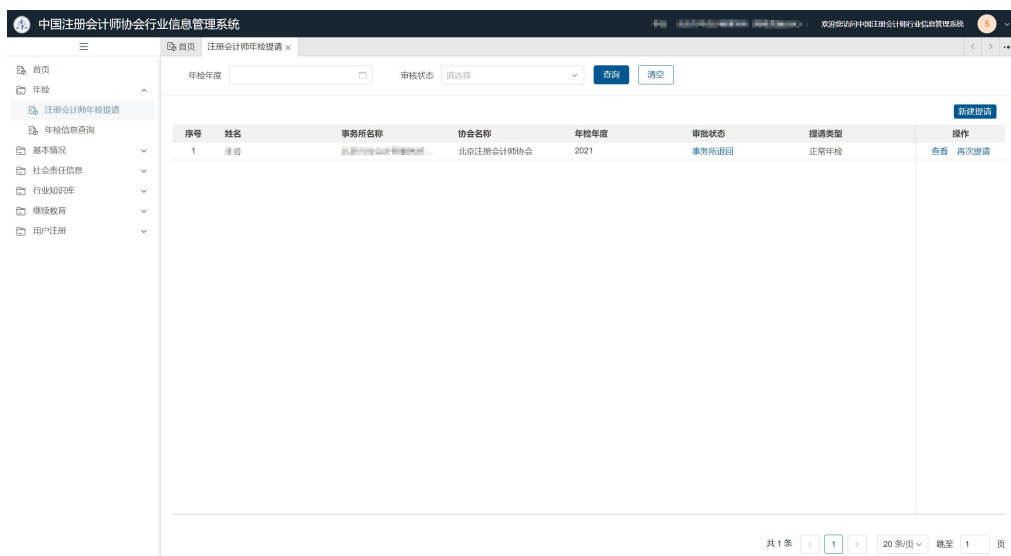 中国注册会计师协会行业信息管理系统
欢迎您访问中国注册会计师行业信息管理系统 5
首页 注册会计师年检提请 ×
首页
年检
注册会计师年检提请
年检信息查询
基本情况
社会责任信息
行业知识库
继续教育
用户注册
年检年度 审核状态 请选择 查询 清空
新建提请
序号 姓名 事务所名称 协会名称 年检年度 审批状态 提请类型 操作
1 北京注册会计师协会 2021 事务所退回 正常年检 查看 再次提请
共 1 条 < 1 > 20 条/页 跳至 1 页